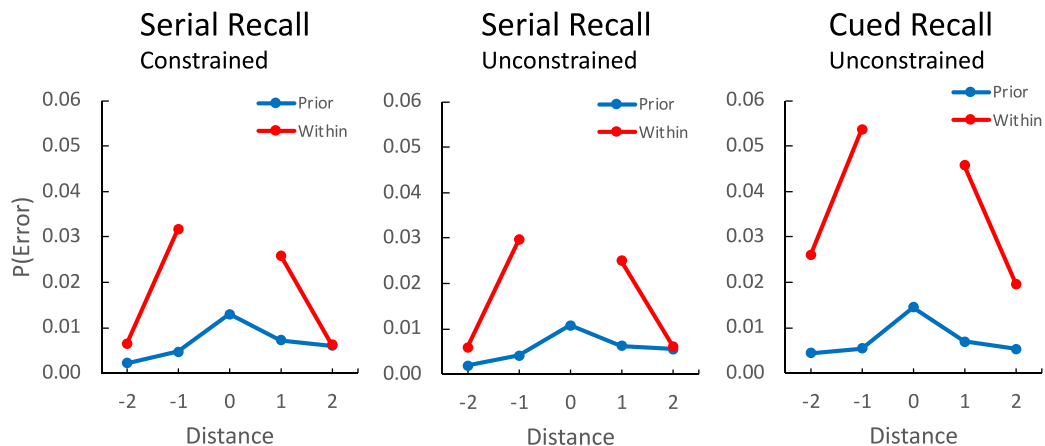 Serial Recall
Constrained
Prior
Within
0.06
0.05
0.04
0.03
0.02
0.01
0.00
P(Error)
-2 -1 0 1 2
Distance
Serial Recall
Unconstrained
Prior
Within
0.06
0.05
0.04
0.03
0.02
0.01
0.00
-2 -1 0 1 2
Distance
Cued Recall
Unconstrained
Prior
Within
0.06
0.05
0.04
0.03
0.02
0.01
0.00
-2 -1 0 1 2
Distance